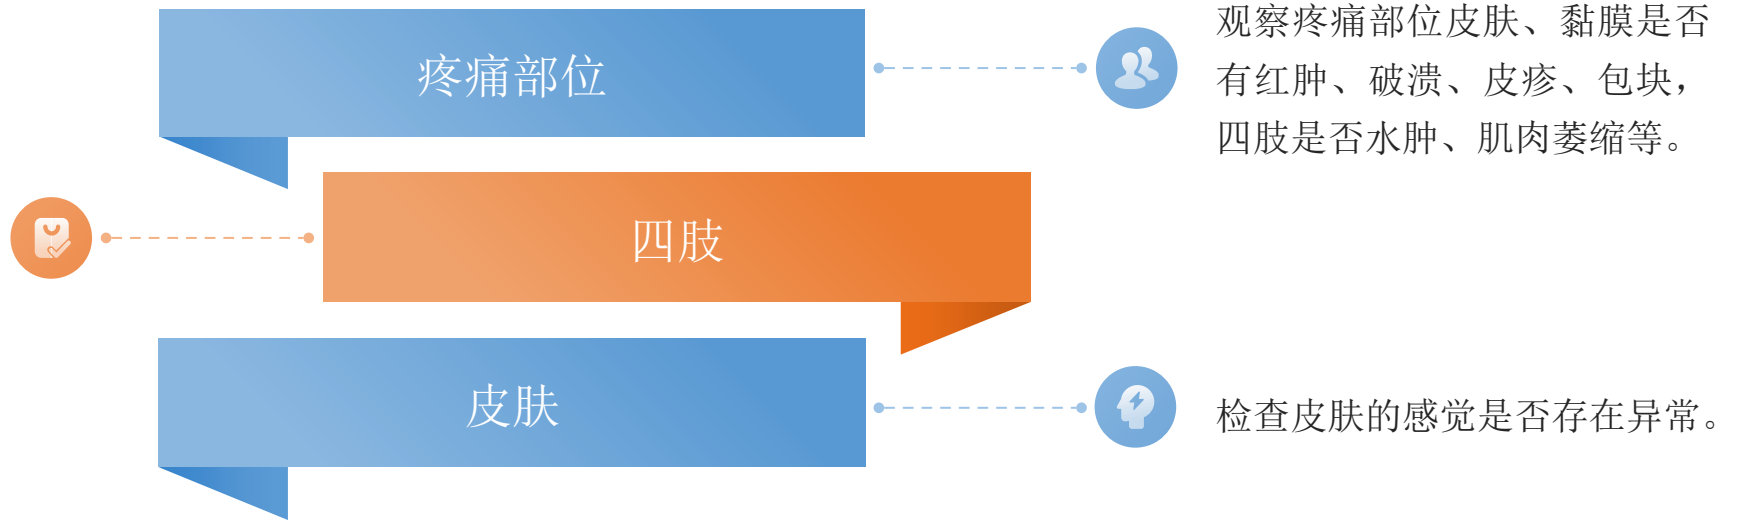 疼痛部位
观察疼痛部位皮肤、黏膜是否
有红肿、破溃、皮疹、包块，
四肢是否水肿、肌肉萎缩等。
四肢
皮肤
检查皮肤的感觉是否存在异常。